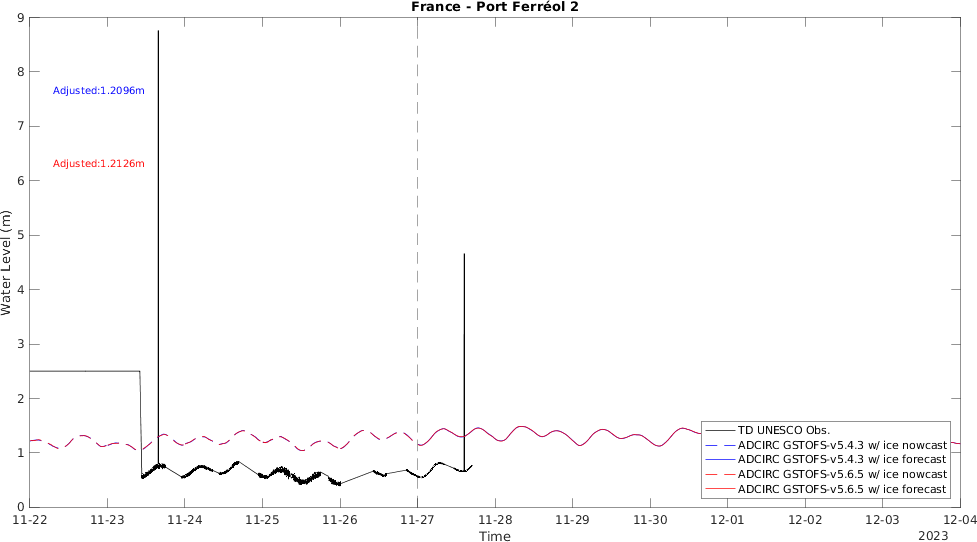 France - Port Ferréol 2
9
8
7
6
5
4
3
2
1
0
Water Level (m)
Adjusted:1.2096m
Adjusted:1.2126m
TD UNESCO Obs.
ADCIRC GSTOFS-v5.4.3 w/ ice nowcast
ADCIRC GSTOFS-v5.4.3 w/ ice forecast
ADCIRC GSTOFS-v5.6.5 w/ ice nowcast
ADCIRC GSTOFS-v5.6.5 w/ ice forecast
11-22 11-23 11-24 11-25 11-26 11-27 11-28 11-29 11-30 12-01 12-02 12-03 12-04
Time
2023